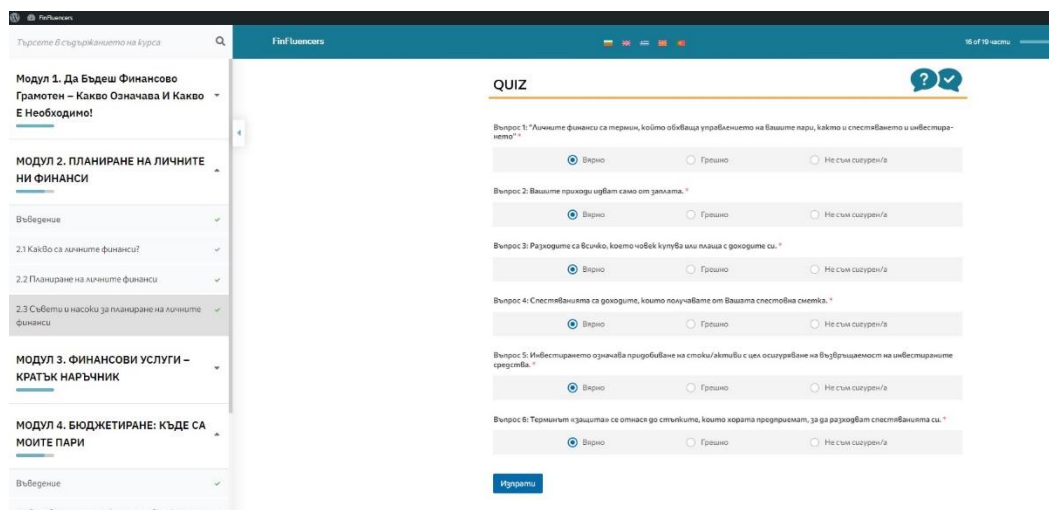 FinFluencers
Търсете в съдържанието на курса
Модул 1. Да Бъдеш Финансово
Грамотен – Какво Означава И Какво
Е Необходимо!
МОДУЛ 2. ПЛАНИРАНЕ НА ЛИЧНИТЕ
НИ ФИНАНСИ
Въведение
2.1 Какво са личните финанси?
2.2 Планиране на личните финанси
2.3 Съвети и насоки за планиране на личните
финанси
МОДУЛ 3. ФИНАНСОВИ УСЛУГИ –
КРАТЪК НАРЪЧНИК
МОДУЛ 4. БЮДЖЕТИРАНЕ: КЪДЕ СА
МОИТЕ ПАРИ
Въведение
FinFluencers
16 of 19 части
QUIZ
Въпрос 1: "Личните финанси са термин, който обхваща управлението на вашите пари, както и спестяването и инвестира-
нето" *
Вярно Грешно Не съм сигурен/а
Въпрос 2: Вашите приходи идват само от заплата. *
Вярно Грешно Не съм сигурен/а
Въпрос 3: Разходите са всичко, което човек купува или плаща с доходите си. *
Вярно Грешно Не съм сигурен/а
Въпрос 4: Спестяванията са доходите, които получавате от Вашата спестовна сметка. *
Вярно Грешно Не съм сигурен/а
Въпрос 5: Инвестирането означава придобиване на стоки/активи с цел осигуряване на възвръщаемост на инвестираните
средства. *
Вярно Грешно Не съм сигурен/а
Въпрос 6: Терминът «защита» се отнася до стъпките, които хората предприемат, за да разходват спестяванията си. *
Вярно Грешно Не съм сигурен/а
Изпрати